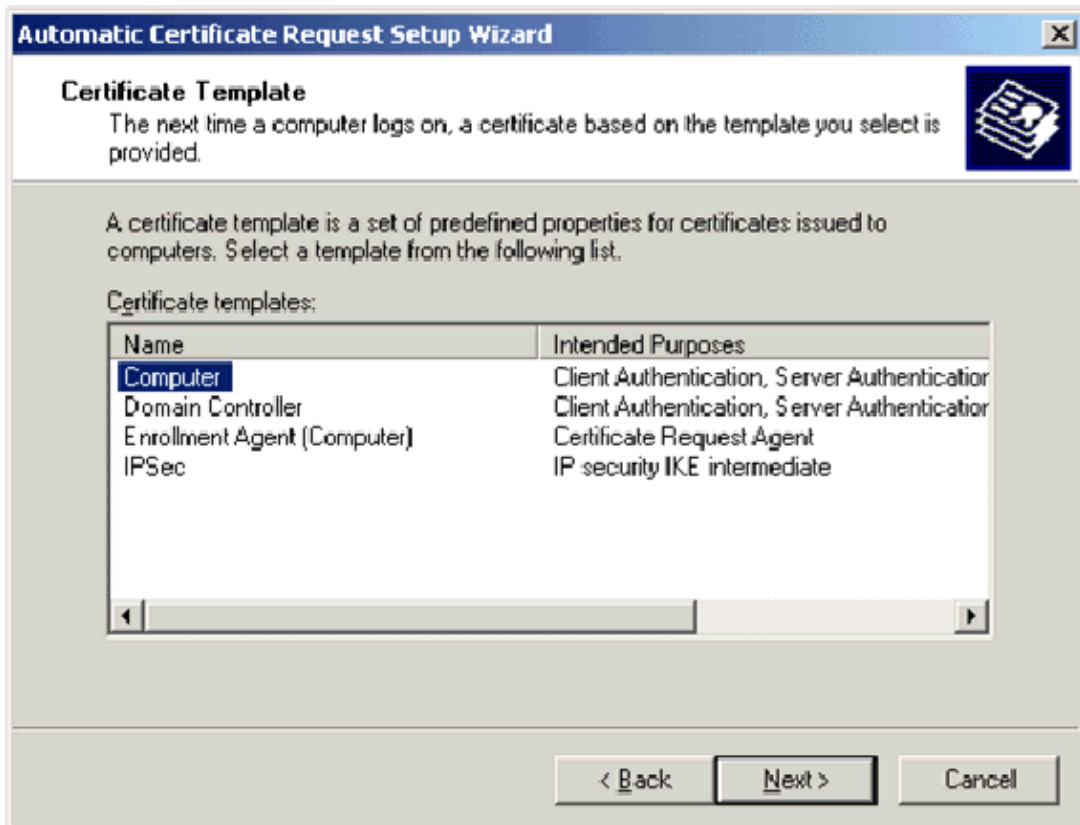 Automatic Certificate Request Setup Wizard
Certificate Template
The next time a computer logs on, a certificate based on the template you select is
provided.
A certificate template is a set of predefined properties for certificates issued to
computers. Select a template from the following list.
Certificate templates:
Name Intended Purposes
Computer Client Authentication, Server Authentication
Domain Controller Client Authentication, Server Authentication
Enrollment Agent (Computer) Certificate Request Agent
IPSec IP security IKE intermediate
< Back Next > Cancel